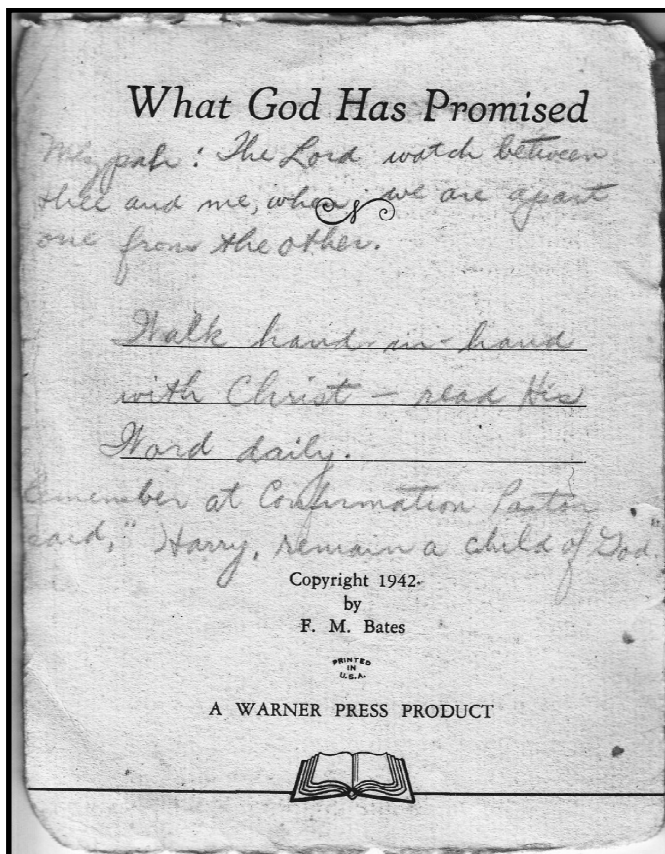 What God Has Promised
Mizpah: The Lord watch between
thee and me, when we are apart
one from the other.
Walk hand-in-hand
with Christ — read His
Word daily.
Remember at Confirmation Pastor
said, "Harry, remain a child of God."
Copyright 1942
by
F. M. Bates
PRINTED
IN
U.S.A.
A WARNER PRESS PRODUCT